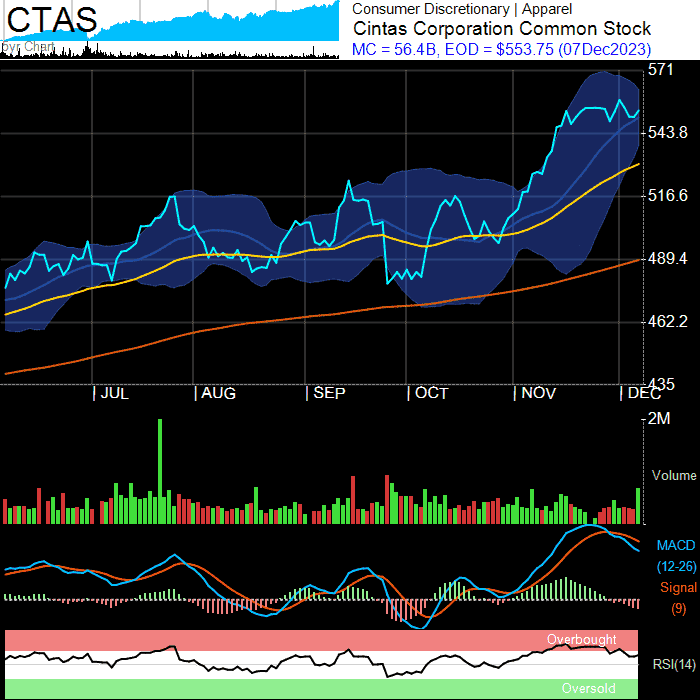 CTAS
5yr Chart
Consumer Discretionary | Apparel
Cintas Corporation Common Stock
MC = 56.4B, EOD = $553.75 (07Dec2023)
571
543.8
516.6
489.4
462.2
435
| JUL | AUG | SEP | OCT | NOV | DEC
2M
Volume
MACD
(12-26)
Signal
(9)
Overbought
RSI(14)
Oversold